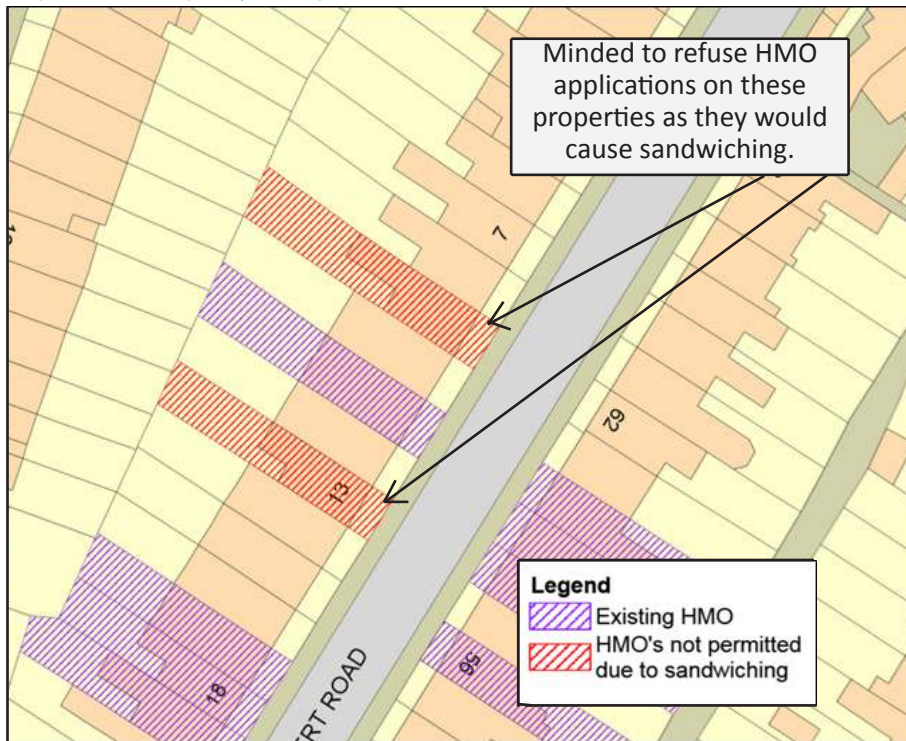 Minded to refuse HMO
applications on these
properties as they would
cause sandwiching.
7
62
13
56
18
ERT ROAD
Legend
Existing HMO
HMO's not permitted
due to sandwiching